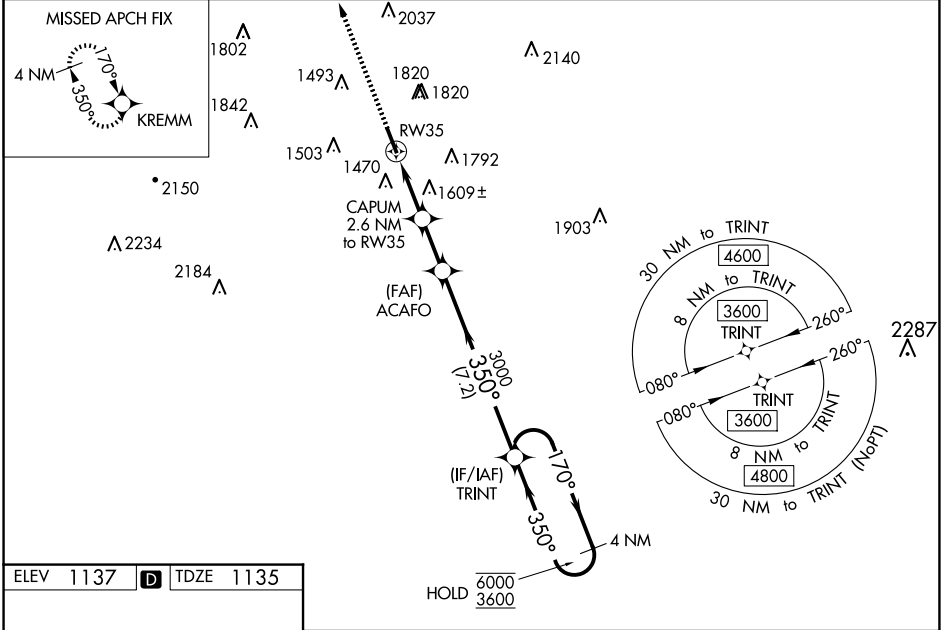 MISSED APCH FIX
4 NM
170°
350°
KREMM
1802
1842
2037
2140
1493
1820
1820
RW35
1503
1470
1792
1609±
2150
CAPUM
2.6 NM
to RW35
1903
2234
2184
(FAF)
ACAFO
30 NM to TRINT
4600
8 NM to TRINT
3600
TRINT
260°
080°
2287
260°
080°
TRINT
3600
8 NM to TRINT
4800
30 NM to TRINT (NoPT)
3000
350°
(7.2)
(IF/IAF)
TRINT
170°
350°
4 NM
HOLD
6000
3600
ELEV 1137 D TDZE 1135